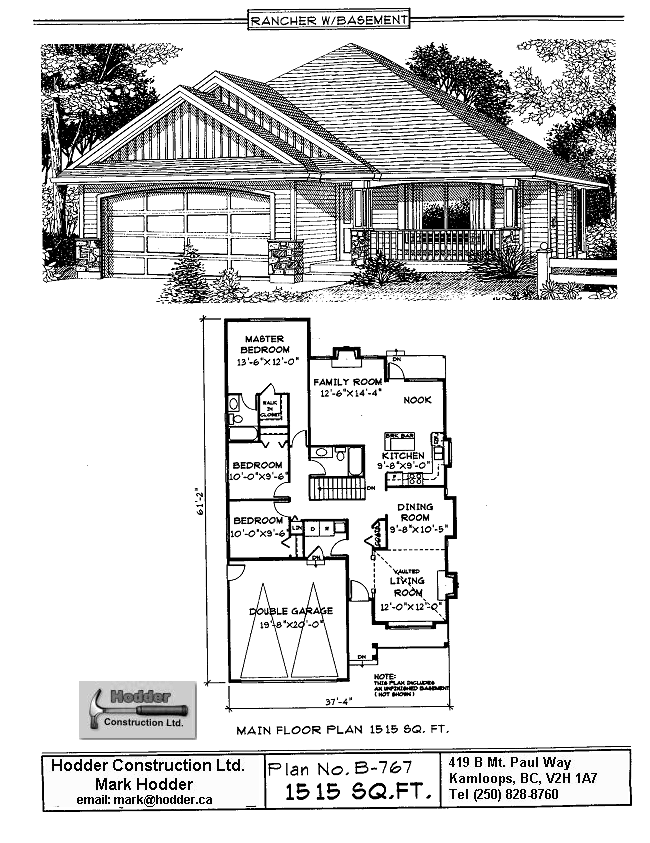 RANCHER W/BASEMENT
MASTER
BEDROOM
13'-6"X12'-0"
WALK
IN
CLOSET
FAMILY ROOM
12'-6"X14'-4"
DN
NOOK
BRK BAR
KITCHEN
9'-8"X9'-0"
BEDROOM
10'-0"X9'-6"
DN
BEDROOM
10'-0"X9'-6"
LIN
D
W
DINING
ROOM
9'-8"X10'-5"
DN
VAULTED
LIVING
ROOM
12'-0"X12'-0"
DOUBLE GARAGE
19'-8"X20'-0"
DN
61'-2"
37'-4"
NOTE:
THIS PLAN INCLUDES
AN UNFINISHED BASEMENT
(NOT SHOWN)
Hodder
Construction Ltd.
MAIN FLOOR PLAN 1515 SQ. FT.
Hodder Construction Ltd.
Mark Hodder
email: mark@hodder.ca
Plan No. B-767
1515 SQ.FT.
419 B Mt. Paul Way
Kamloops, BC, V2H 1A7
Tel (250) 828-8760